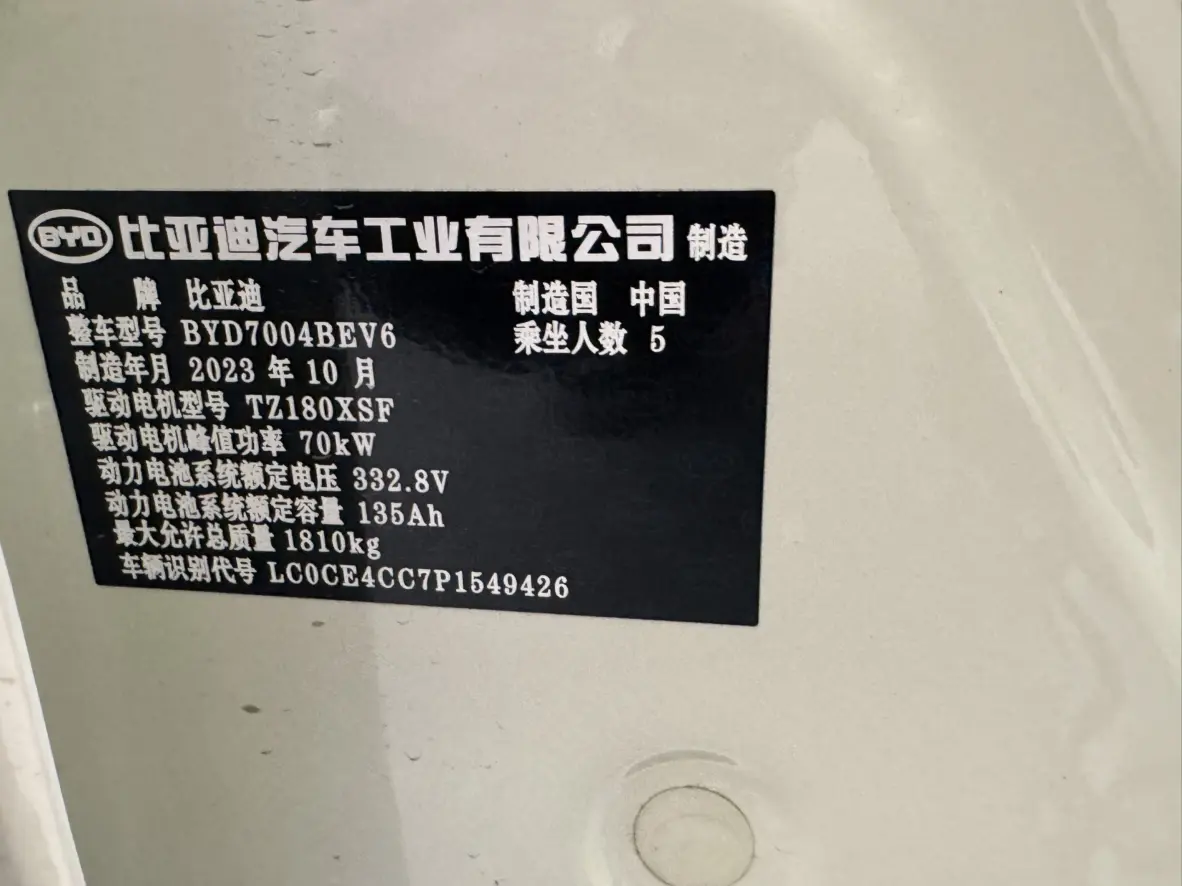 BYD 比亚迪汽车工业有限公司 制造
品 牌 比亚迪 制造国 中国
整车型号 BYD7004BEV6 乘坐人数 5
制造年月 2023 年 10 月
驱动电机型号 TZ180XSF
驱动电机峰值功率 70kW
动力电池系统额定电压 332.8V
动力电池系统额定容量 135Ah
最大允许总质量 1810kg
车辆识别代号 LC0CE4CC7P1549426